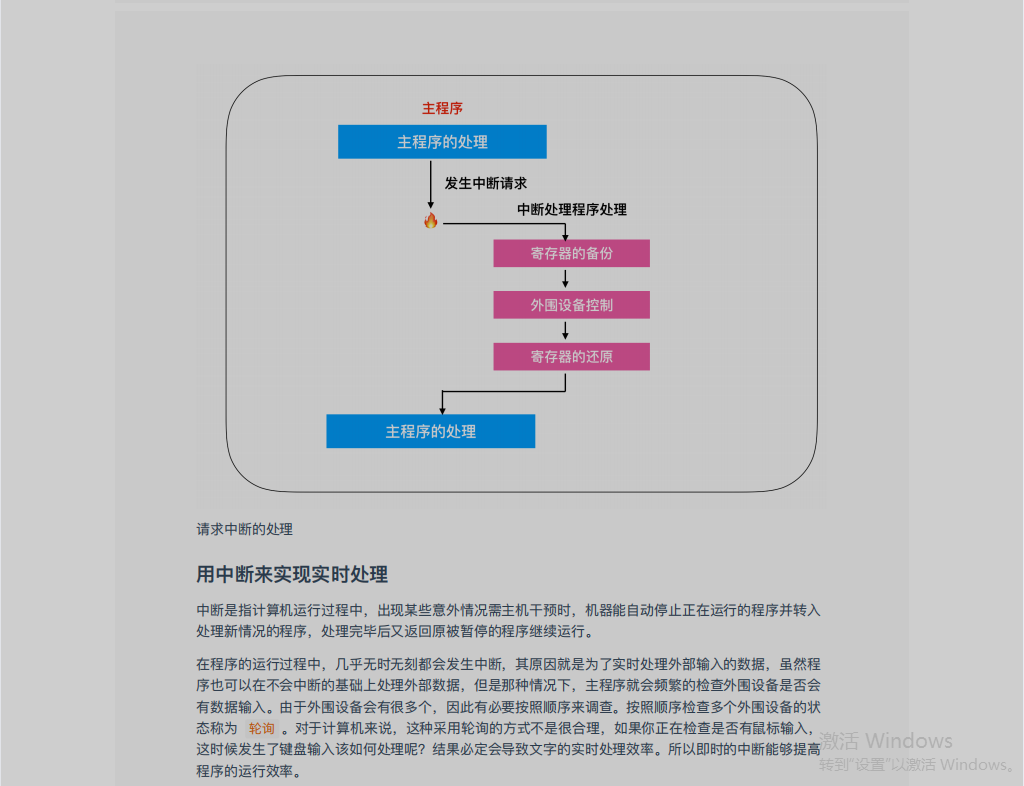 主程序
主程序的处理
发生中断请求
中断处理程序处理
寄存器的备份
外围设备控制
寄存器的还原
主程序的处理
请求中断的处理
用中断来实现实时处理
中断是指计算机运行过程中，出现某些意外情况需主机干预时，机器能自动停止正在运行的程序并转入
处理新情况的程序，处理完毕后又返回原被暂停的程序继续运行。
在程序的运行过程中，几乎无时无刻都会发生中断，其原因就是为了实时处理外部输入的数据，虽然程
序也可以在不会中断的基础上处理外部数据，但是那种情况下，主程序就会频繁的检查外围设备是否会
有数据输入。由于外围设备会有很多个，因此有必要按照顺序来调查。按照顺序检查多个外围设备的状
态称为 轮询 。对于计算机来说，这种采用轮询的方式不是很合理，如果你正在检查是否有鼠标输入，
这时候发生了键盘输入该如何处理呢？结果必定会导致文字的实时处理效率。所以即时的中断能够提高
程序的运行效率。
激活 Windows
转到"设置"以激活 Windows。